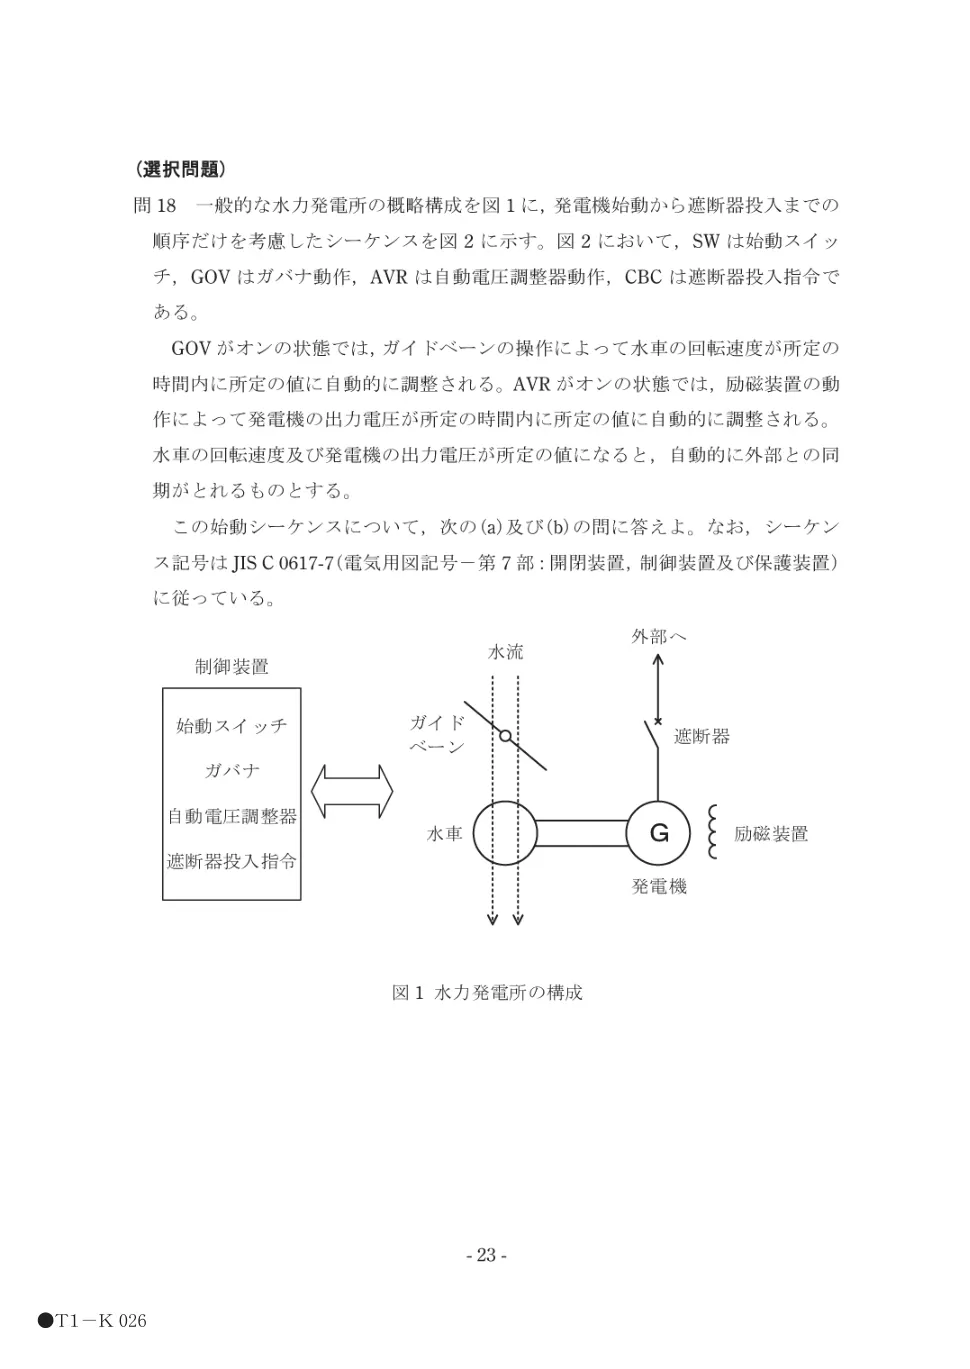 (選択問題)
問 18　一般的な水力発電所の概略構成を図 1 に，発電機始動から遮断器投入までの
順序だけを考慮したシーケンスを図 2 に示す。図 2 において，SW は始動スイッ
チ，GOV はガバナ動作，AVR は自動電圧調整器動作，CBC は遮断器投入指令で
ある。
GOV がオンの状態では，ガイドベーンの操作によって水車の回転速度が所定の
時間内に所定の値に自動的に調整される。AVR がオンの状態では，励磁装置の動
作によって発電機の出力電圧が所定の時間内に所定の値に自動的に調整される。
水車の回転速度及び発電機の出力電圧が所定の値になると，自動的に外部との同
期がとれるものとする。
この始動シーケンスについて，次の(a)及び(b)の問に答えよ。なお，シーケン
ス記号は JIS C 0617-7(電気用図記号－第 7 部：開閉装置，制御装置及び保護装置)
に従っている。
外部へ
水流
制御装置
ガイド
ベーン
始動スイッチ
遮断器
ガバナ
自動電圧調整器
水車
G
励磁装置
遮断器投入指令
発電機
図 1 水力発電所の構成
- 23 -
●T1－K 026